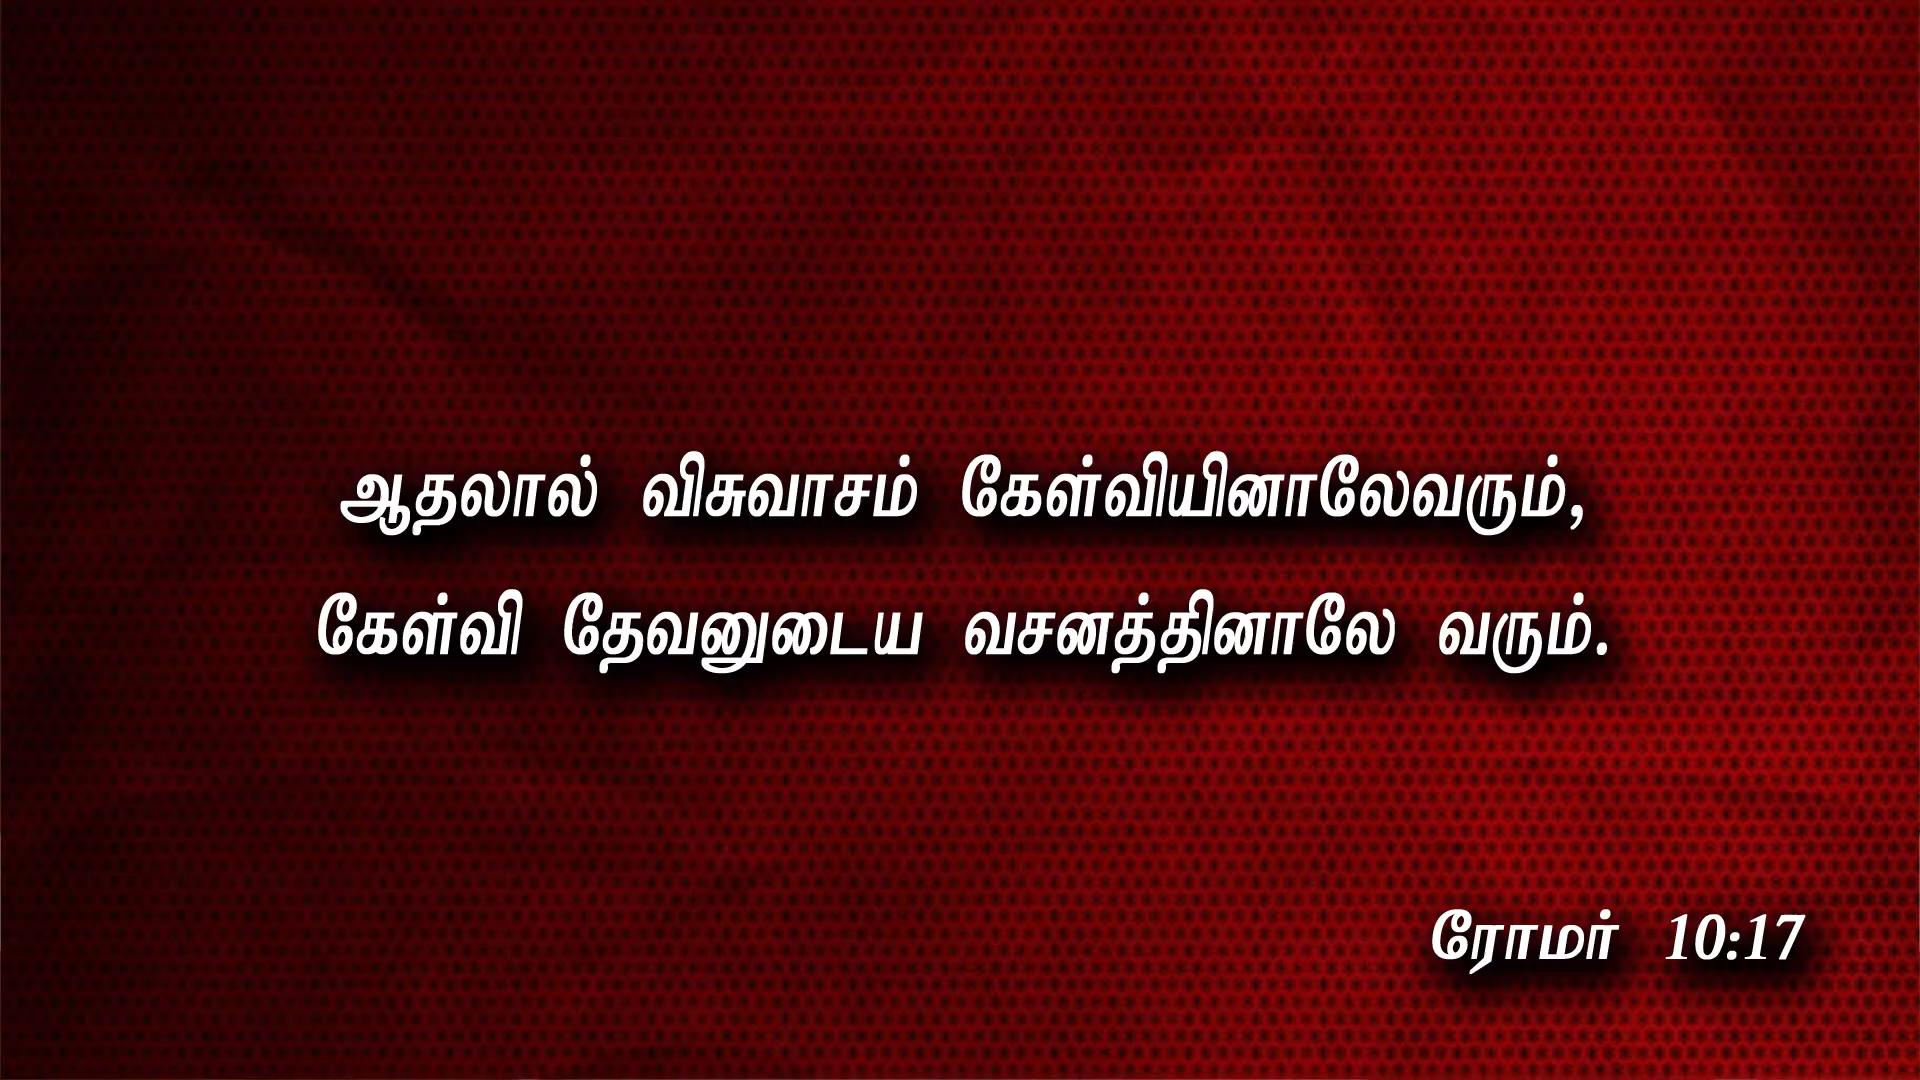 ஆதலால் விசுவாசம் கேள்வியினாலேவரும்,
கேள்வி தேவனுடைய வசனத்தினாலே வரும்.
ரோமர் 10:17